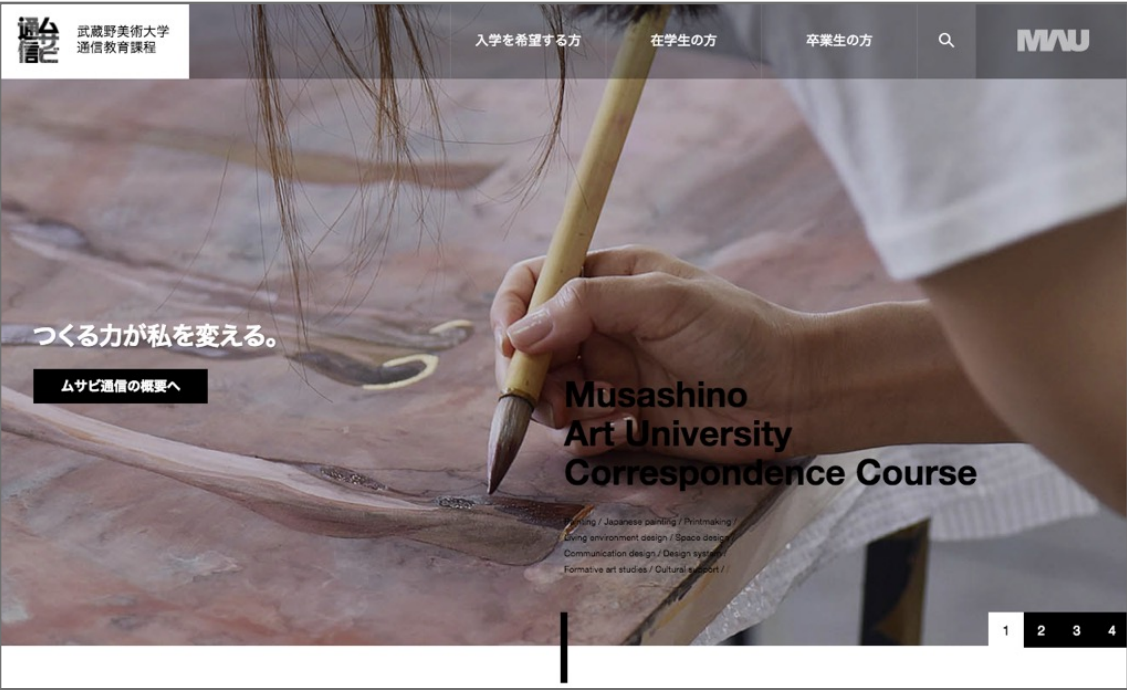 通信
ムサビ
武蔵野美術大学
通信教育課程
入学を希望する方
在学生の方
卒業生の方
MAU
つくる力が私を変える。
ムサビ通信の概要へ
Musashino
Art University
Correspondence Course
Painting / Japanese painting / Printmaking /
Living environment design / Space design /
Communication design / Design system /
Formative art studies / Cultural support /
1 2 3 4